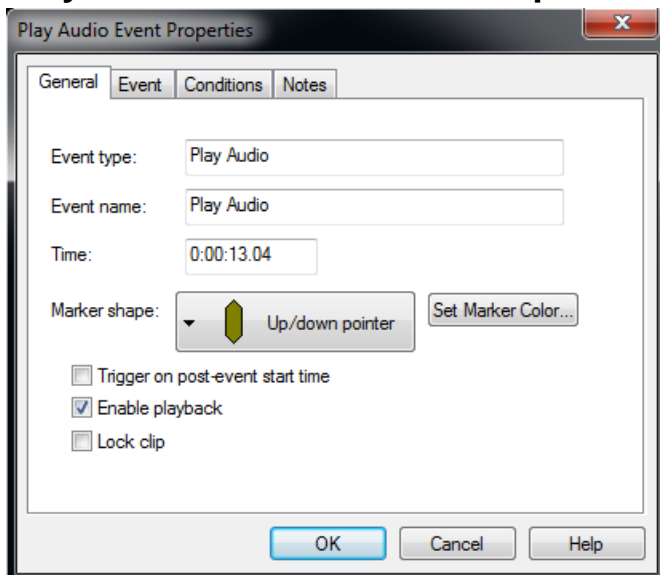 Play Audio Event Properties
General Event Conditions Notes
Event type: Play Audio
Event name: Play Audio
Time: 0:00:13.04
Marker shape: Up/down pointer Set Marker Color...
Trigger on post-event start time
Enable playback
Lock clip
OK Cancel Help